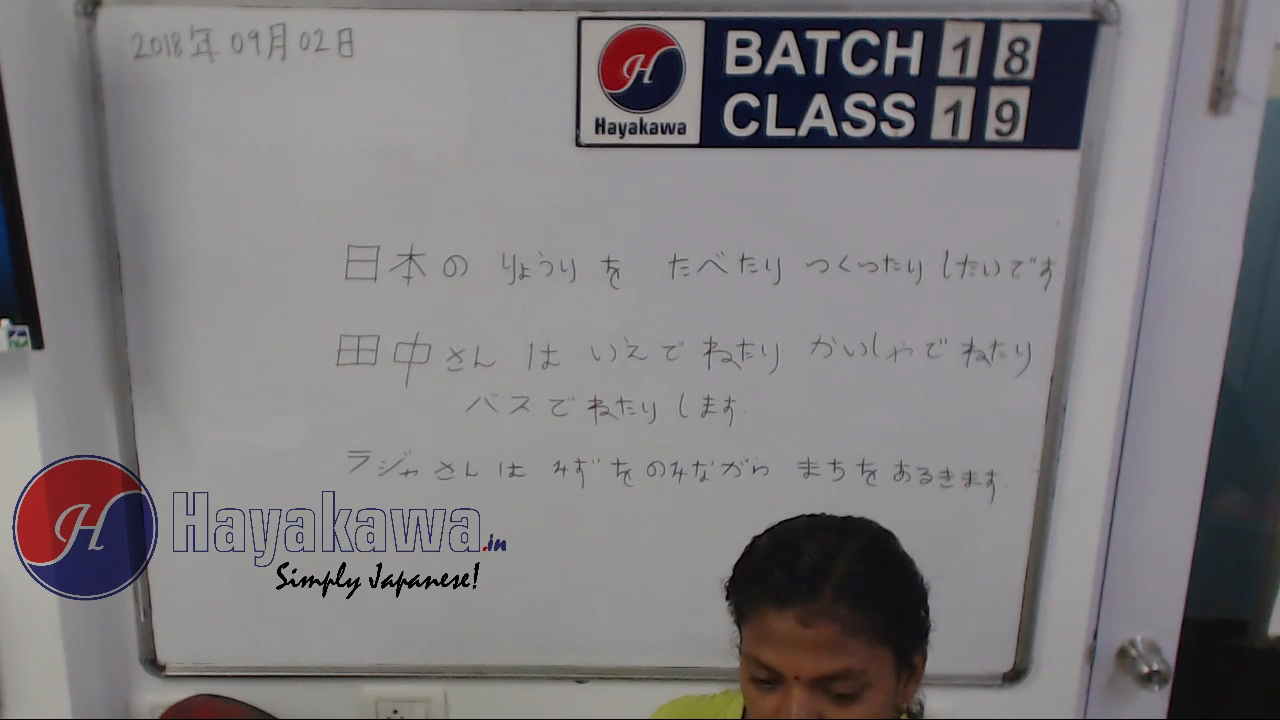 2018年09月02日
H
Hayakawa
BATCH 18
CLASS 19
日本の りょうり を たべたり つくったり したいです
田中さん は いえで ねたり かいしゃで ねたり
バスで ねたり します
ラジャさん は みず を のみながら まち を あるきます
H
Hayakawa.in
Simply Japanese!